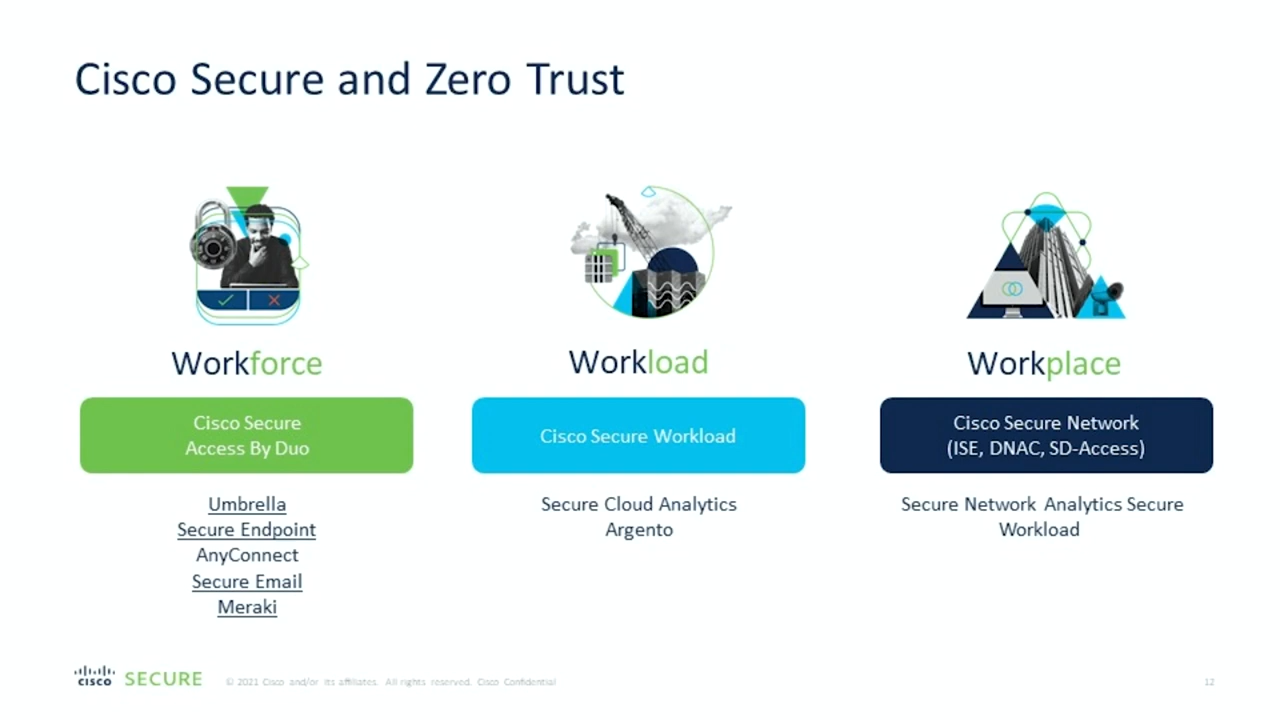 Cisco Secure and Zero Trust
Workforce
Cisco Secure
Access By Duo
Umbrella
Secure Endpoint
AnyConnect
Secure Email
Meraki
Workload
Cisco Secure Workload
Secure Cloud Analytics
Argento
Workplace
Cisco Secure Network
(ISE, DNAC, SD-Access)
Secure Network Analytics Secure
Workload
CISCO SECURE
© 2021 Cisco and/or its affiliates. All rights reserved. Cisco Confidential
12